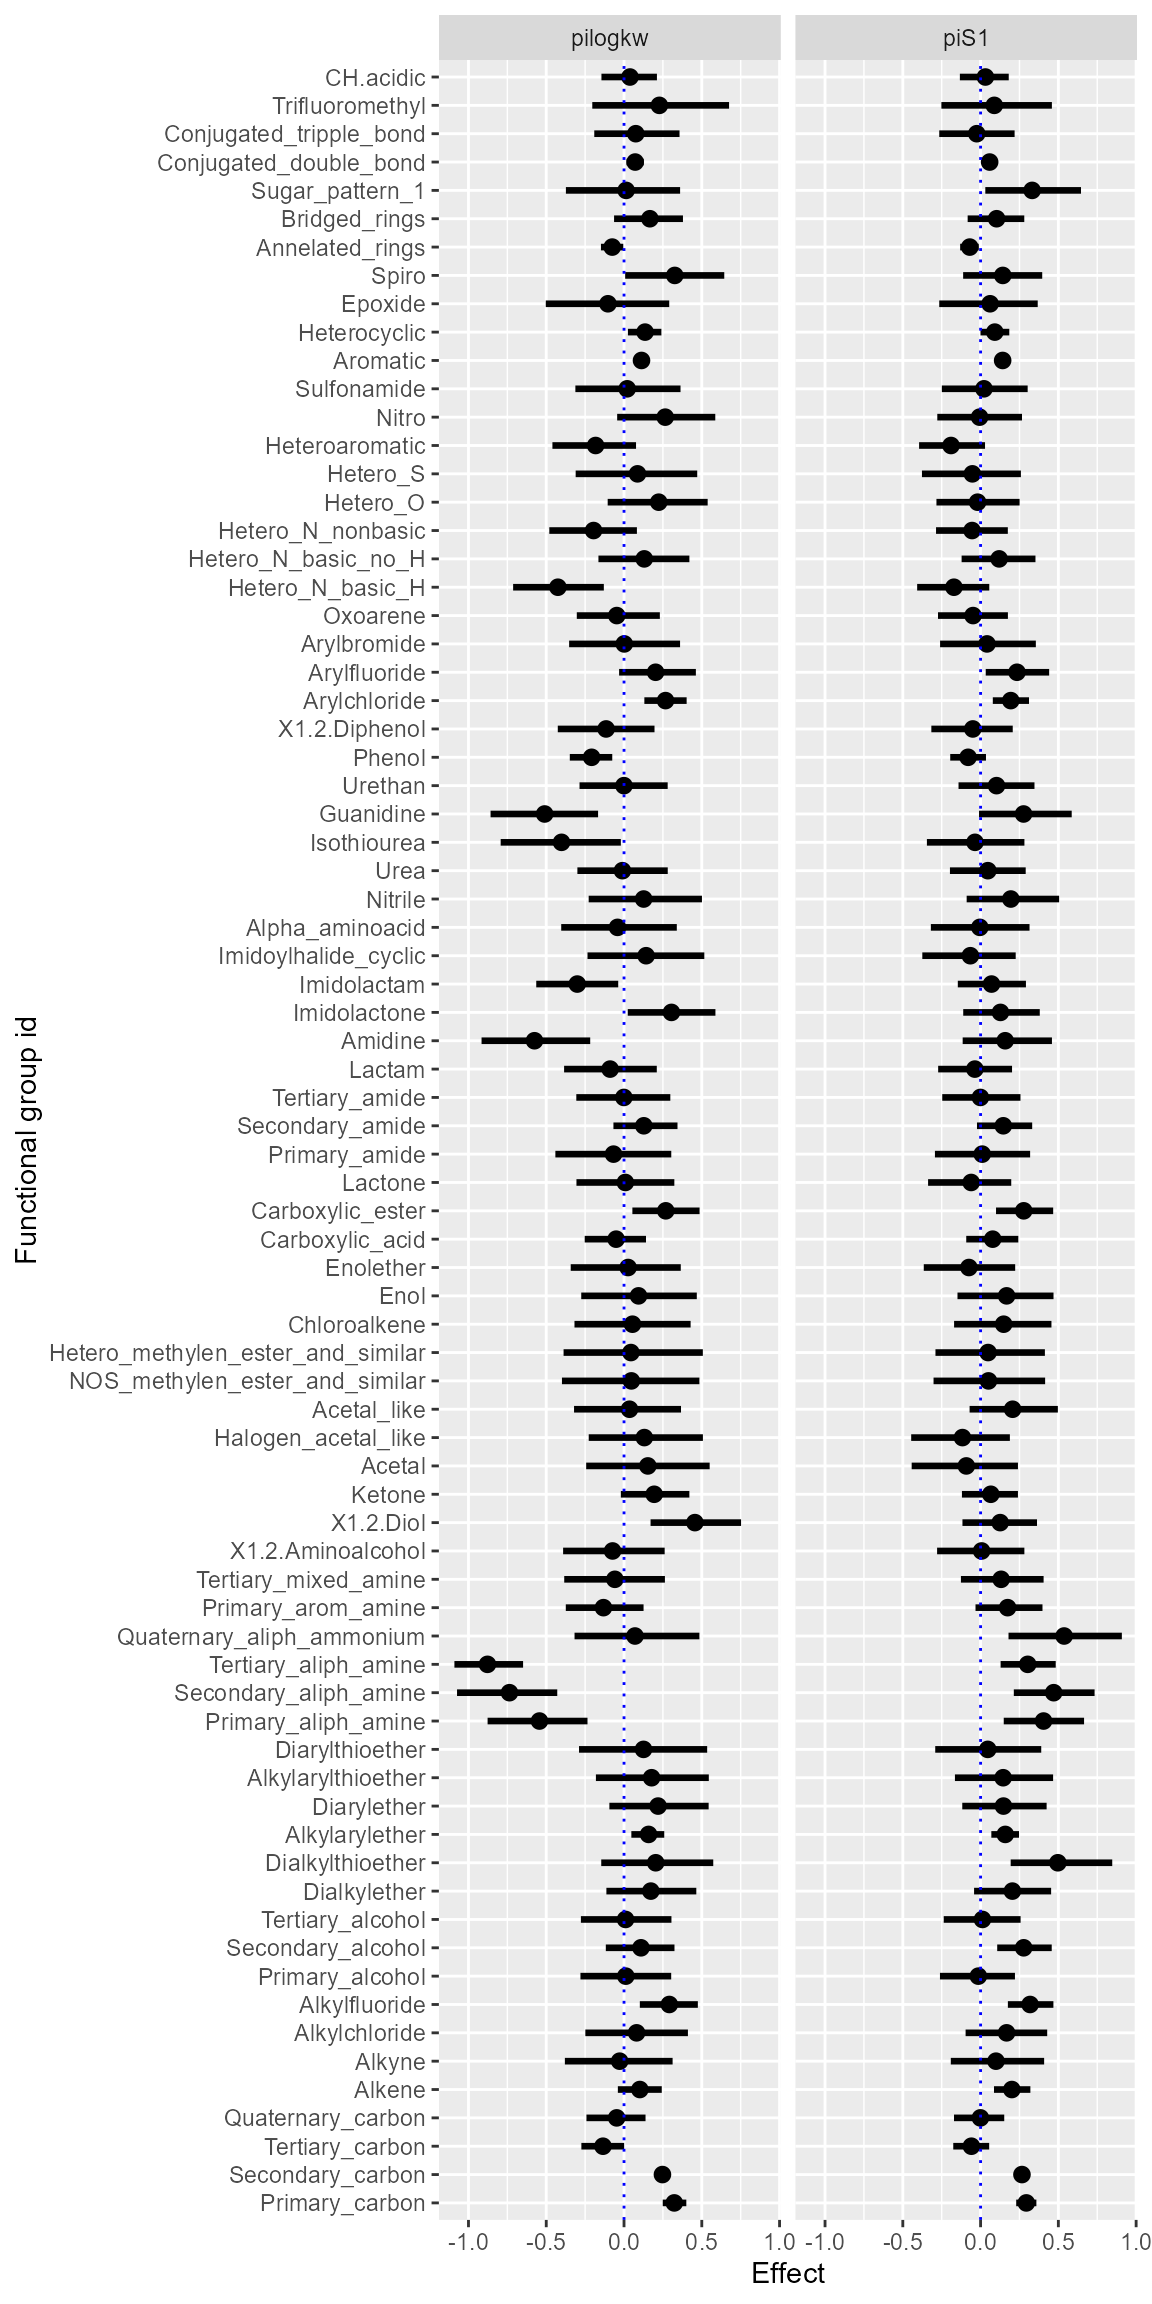 pilogkw
piS1
CH.acidic
Trifluoromethyl
Conjugated_tripple_bond
Conjugated_double_bond
Sugar_pattern_1
Bridged_rings
Annelated_rings
Spiro
Epoxide
Heterocyclic
Aromatic
Sulfonamide
Nitro
Heteroaromatic
Hetero_S
Hetero_O
Hetero_N_nonbasic
Hetero_N_basic_no_H
Hetero_N_basic_H
Oxoarene
Arylbromide
Arylfluoride
Arylchloride
X1.2.Diphenol
Phenol
Urethan
Guanidine
Isothiourea
Urea
Nitrile
Alpha_aminoacid
Imidoylhalide_cyclic
Imidolactam
Imidolactone
Amidine
Lactam
Tertiary_amide
Secondary_amide
Primary_amide
Lactone
Carboxylic_ester
Carboxylic_acid
Enolether
Enol
Chloroalkene
Hetero_methylen_ester_and_similar
NOS_methylen_ester_and_similar
Acetal_like
Halogen_acetal_like
Acetal
Ketone
X1.2.Diol
X1.2.Aminoalcohol
Tertiary_mixed_amine
Primary_arom_amine
Quaternary_aliph_ammonium
Tertiary_aliph_amine
Secondary_aliph_amine
Primary_aliph_amine
Diarylthioether
Alkylarylthioether
Diarylether
Alkylarylether
Dialkylthioether
Dialkylether
Tertiary_alcohol
Secondary_alcohol
Primary_alcohol
Alkylfluoride
Alkylchloride
Alkyne
Alkene
Quaternary_carbon
Tertiary_carbon
Secondary_carbon
Primary_carbon
Functional group id
-1.0 -0.5 0.0 0.5 1.0 -1.0 -0.5 0.0 0.5 1.0
Effect